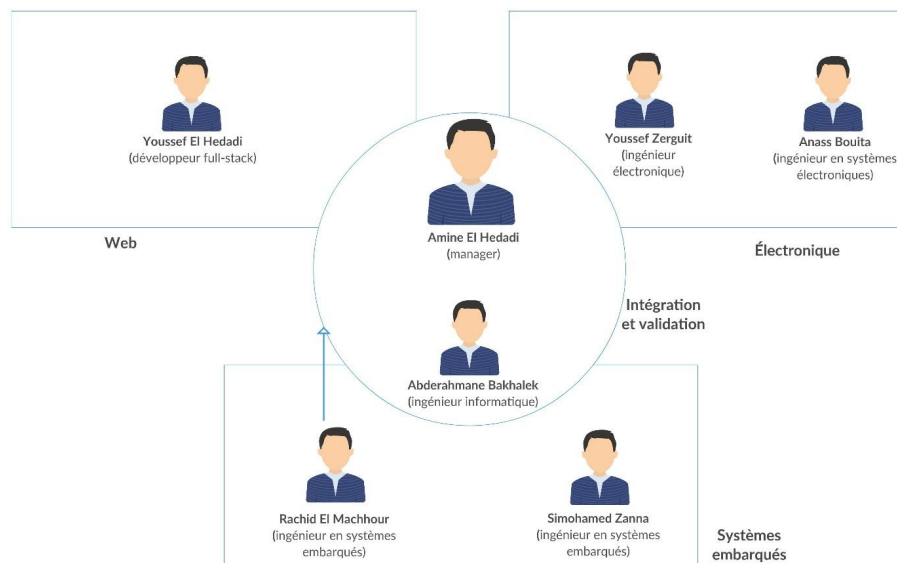 Youssef El Hedadi
(développeur full-stack)
Web
Youssef Zerguit
(ingénieur
électronique)
Anass Bouita
(ingénieur en systèmes
électroniques)
Électronique
Amine El Hedadi
(manager)
Intégration
et validation
Abderahmane Bakhalek
(ingénieur informatique)
Rachid El Machhour
(ingénieur en systèmes
embarqués)
Simohamed Zanna
(ingénieur en systèmes
embarqués)
Systèmes
embarqués